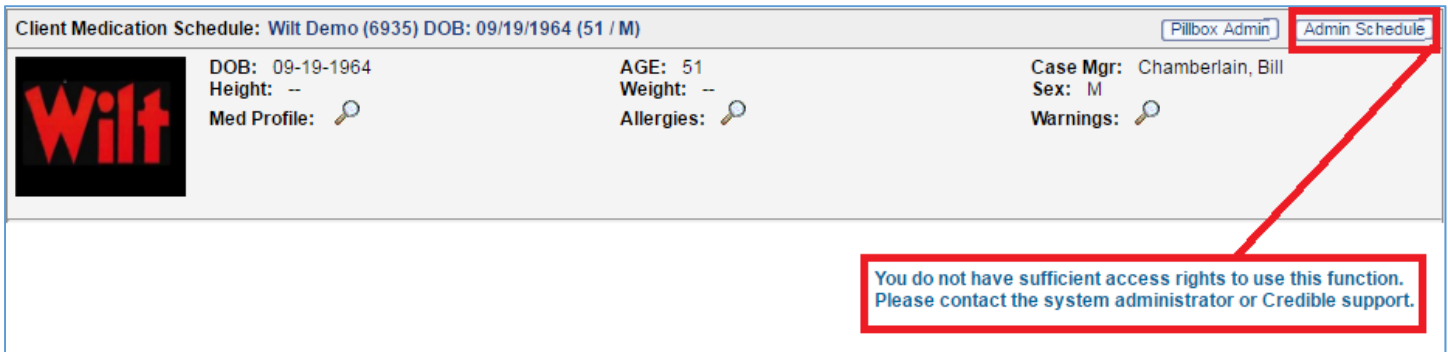 Client Medication Schedule: Wilt Demo (6935) DOB: 09/19/1964 (51 / M) Pillbox Admin Admin Schedule
Wilt
DOB: 09-19-1964 AGE: 51 Case Mgr: Chamberlain, Bill
Height: -- Weight: -- Sex: M
Med Profile: Allergies: Warnings:
You do not have sufficient access rights to use this function.
Please contact the system administrator or Credible support.